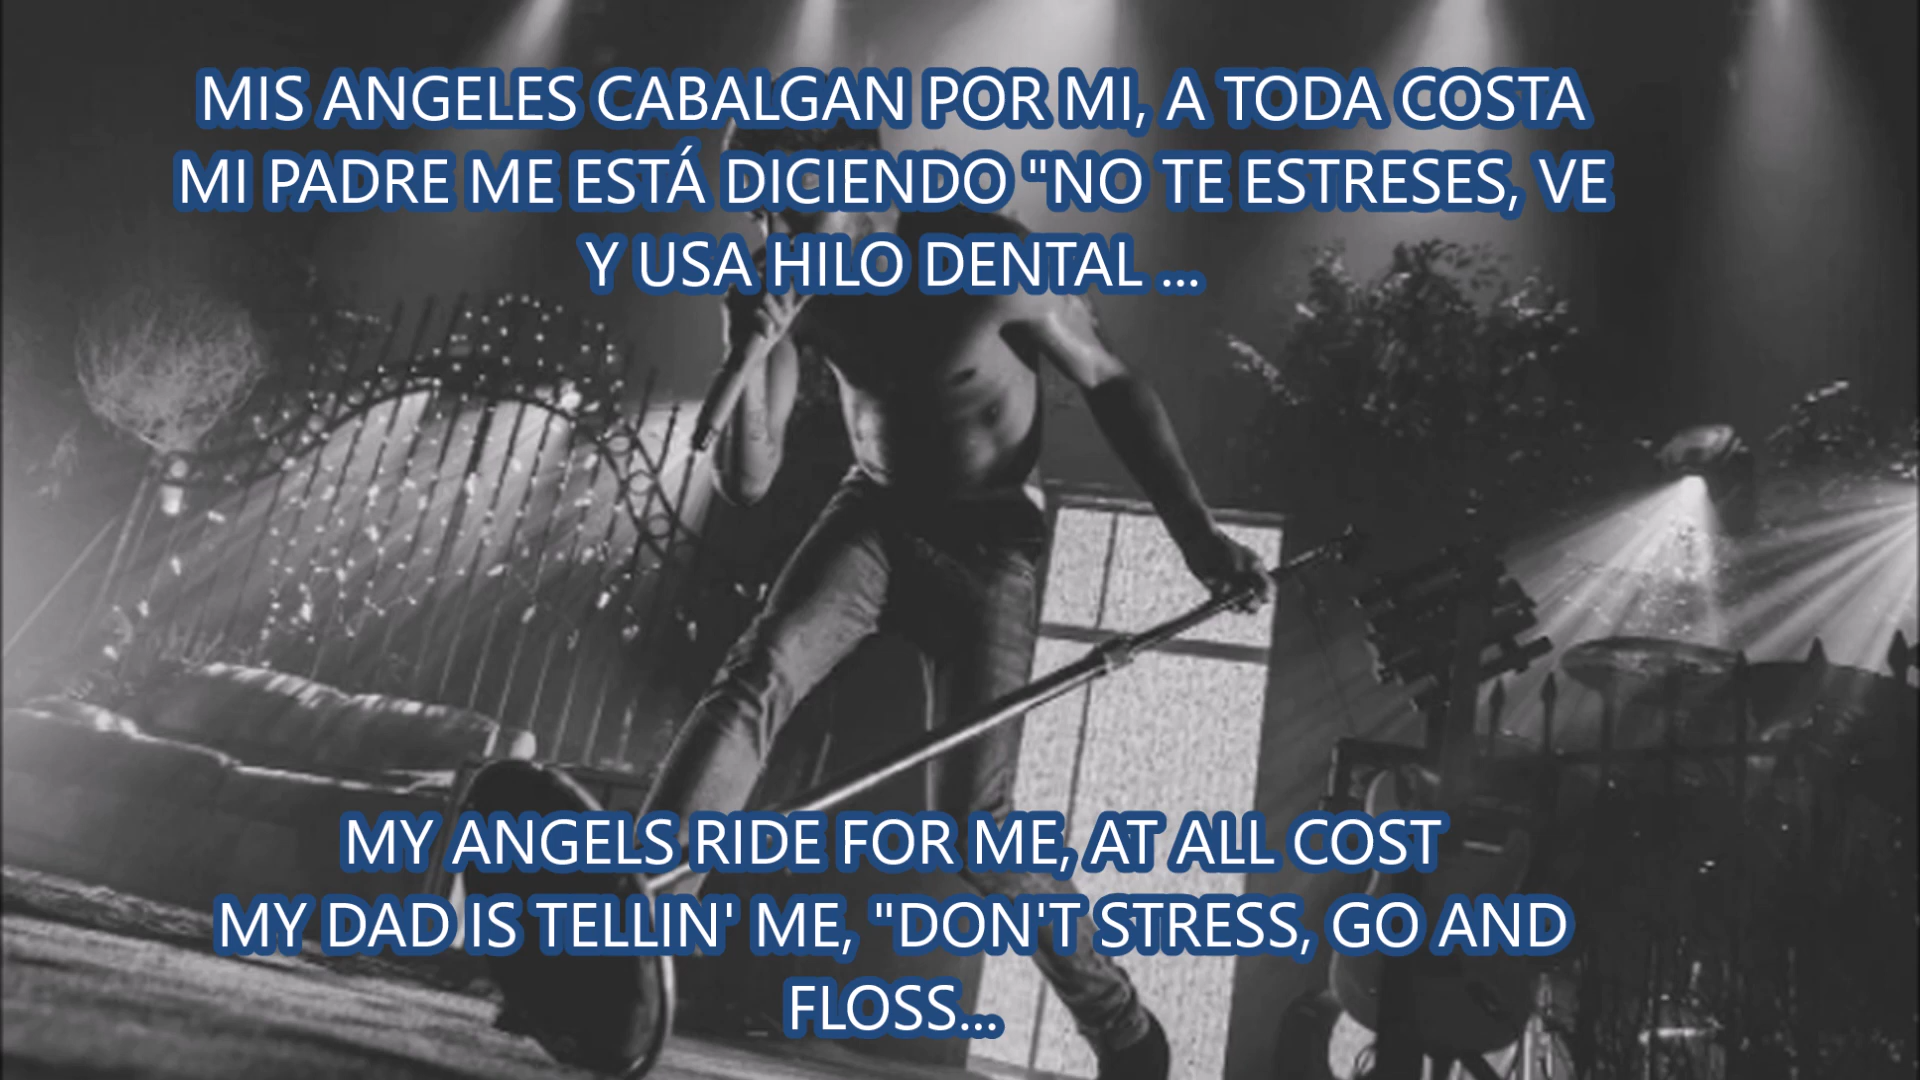 MIS ANGELES CABALGAN POR MI, A TODA COSTA
MI PADRE ME ESTÁ DICIENDO "NO TE ESTRESES, VE
Y USA HILO DENTAL ...
MY ANGELS RIDE FOR ME, AT ALL COST
MY DAD IS TELLIN' ME, "DON'T STRESS, GO AND
FLOSS...